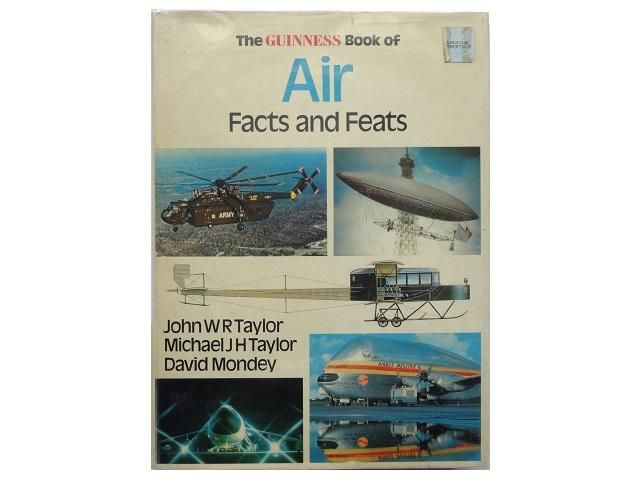 The GUINNESS Book of
Air
Facts and Feats
ARMY
John W R Taylor
Michael J H Taylor
David Mondey